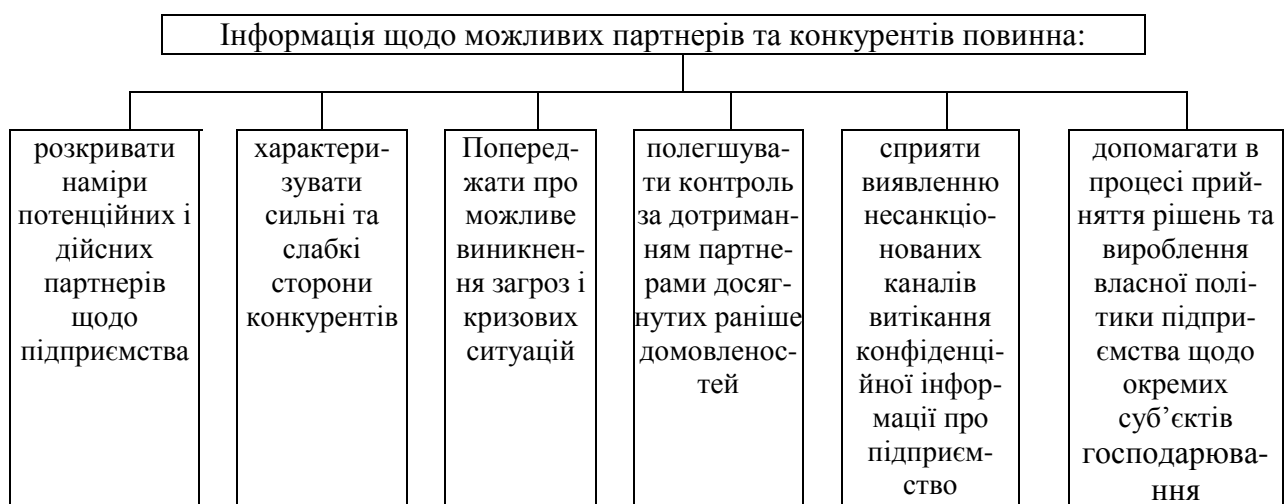 Інформація щодо можливих партнерів та конкурентів повинна:
розкривати
наміри
потенційних і
дійсних
партнерів
щодо
підприємства
характери-
зувати
сильні та
слабкі
сторони
конкурентів
Поперед-
жати про
можливе
виникнен-
ня загроз і
кризових
ситуацій
полегшува-
ти контроль
за дотриман-
ням партне-
рами досяг-
нутих раніше
домовленос-
тей
сприяти
виявленню
несанкціо-
нованих
каналів
витікання
конфіденці-
йної інфор-
мації про
підприєм-
ство
допомагати в
процесі прий-
няття рішень та
вироблення
власної полі-
тики підпри-
ємства щодо
окремих
суб’єктів
господарюва-
ння